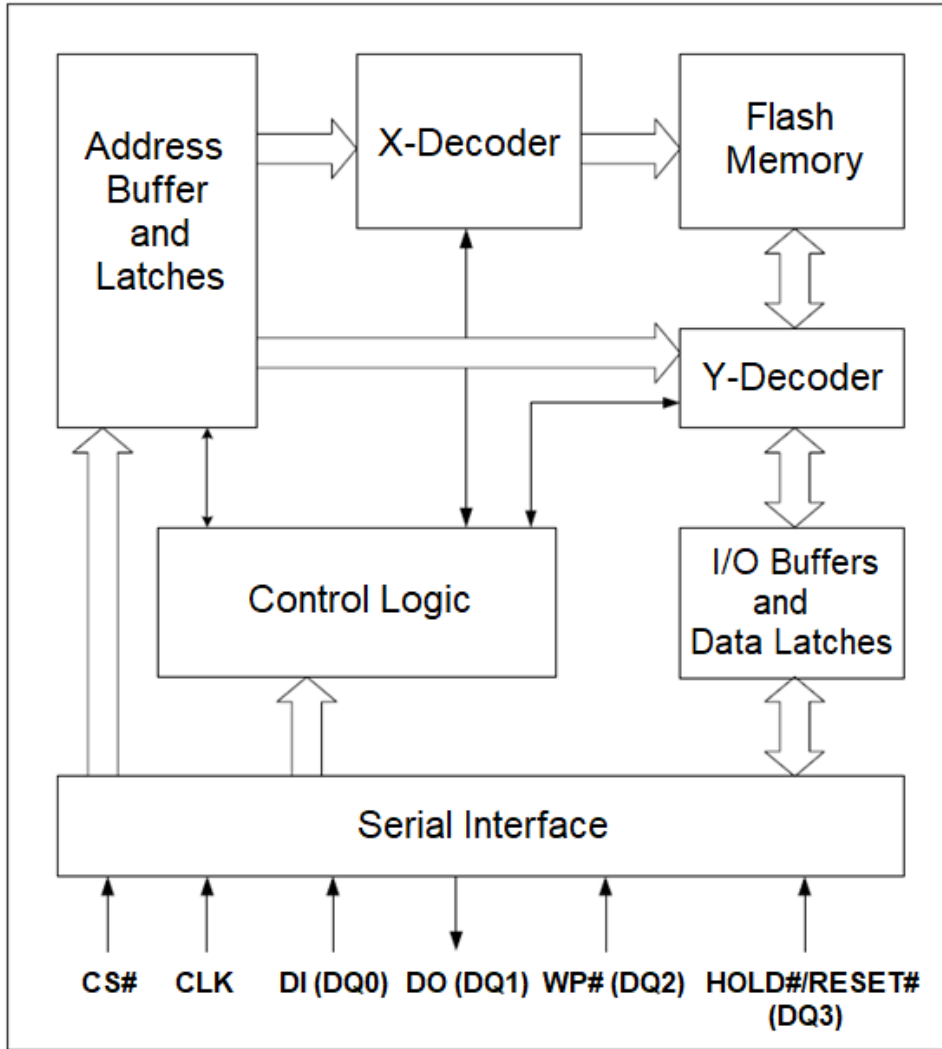 Address
Buffer
and
Latches
X-Decoder
Flash
Memory
Y-Decoder
Control Logic
I/O Buffers
and
Data Latches
Serial Interface
CS#
CLK
DI (DQ0)
DO (DQ1)
WP# (DQ2)
HOLD#/RESET#
(DQ3)